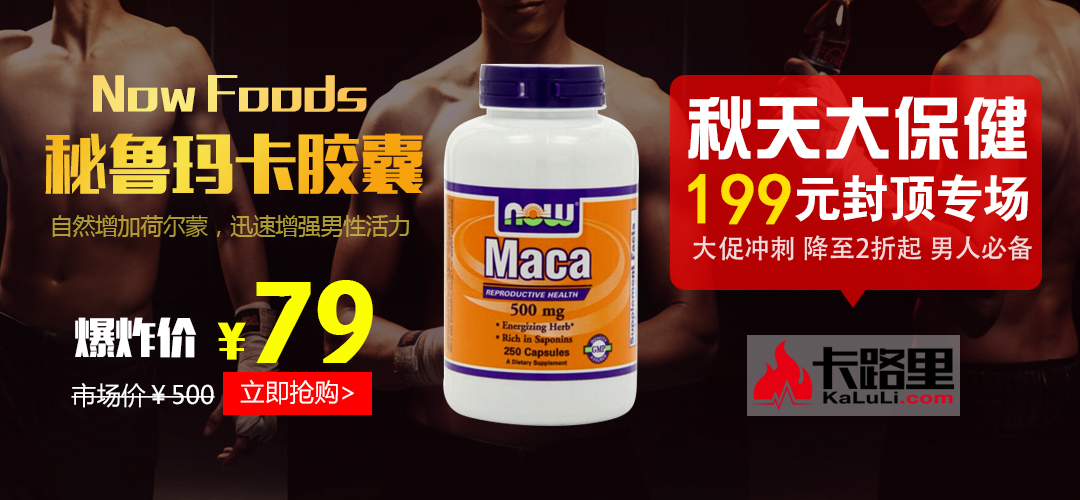 Now Foods
秘鲁玛卡胶囊
自然增加荷尔蒙，迅速增强男性活力
爆炸价 ¥79
市场价¥500 立即抢购>
NOW
Maca
REPRODUCTIVE HEALTH
500 mg
• Energizing Herb*
• Rich in Saponins
250 Capsules
A Dietary Supplement
GMP
Supplement Facts
秋天大保健
199元封顶专场
大促冲刺 降至2折起 男人必备
卡路里
KaLuLi.com